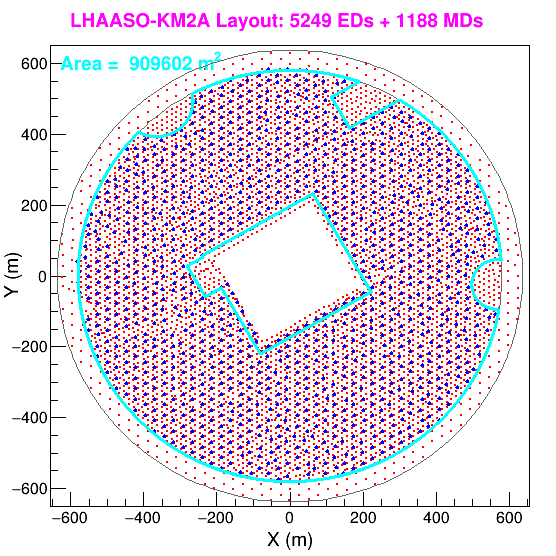 LHAASO-KM2A Layout: 5249 EDs + 1188 MDs
Area = 909602 m²
600
400
200
0
−200
−400
−600
Y (m)
−600 −400 −200 0 200 400 600
X (m)